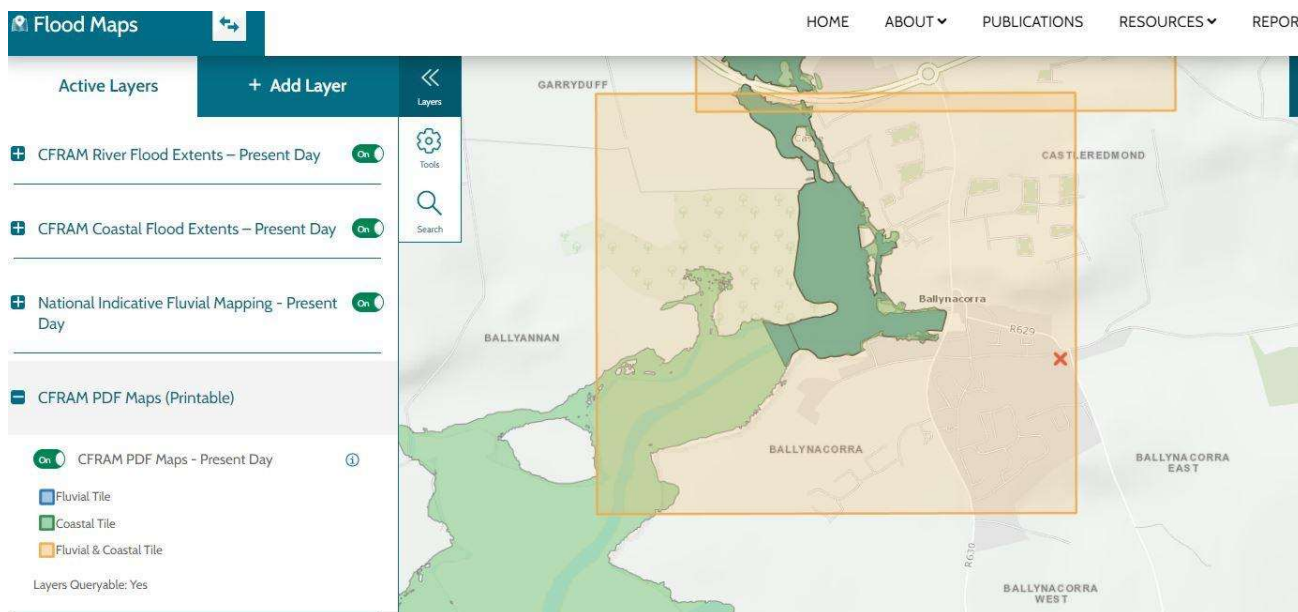 Flood Maps
HOME ABOUT PUBLICATIONS RESOURCES REPOR
Active Layers
+ Add Layer
Layers
Tools
Search
CFRAM River Flood Extents – Present Day
On
CFRAM Coastal Flood Extents – Present Day
On
National Indicative Fluvial Mapping - Present
Day
On
CFRAM PDF Maps (Printable)
On
CFRAM PDF Maps - Present Day
Fluvial Tile
Coastal Tile
Fluvial & Coastal Tile
Layers Queryable: Yes
GARRYDUFF
Castle
CASTLEREDMOND
Ballynacorra
R629
BALLYANNAN
BALLYNACORRA
BALLYNACORRA
EAST
R630
BALLYNACORRA
WEST